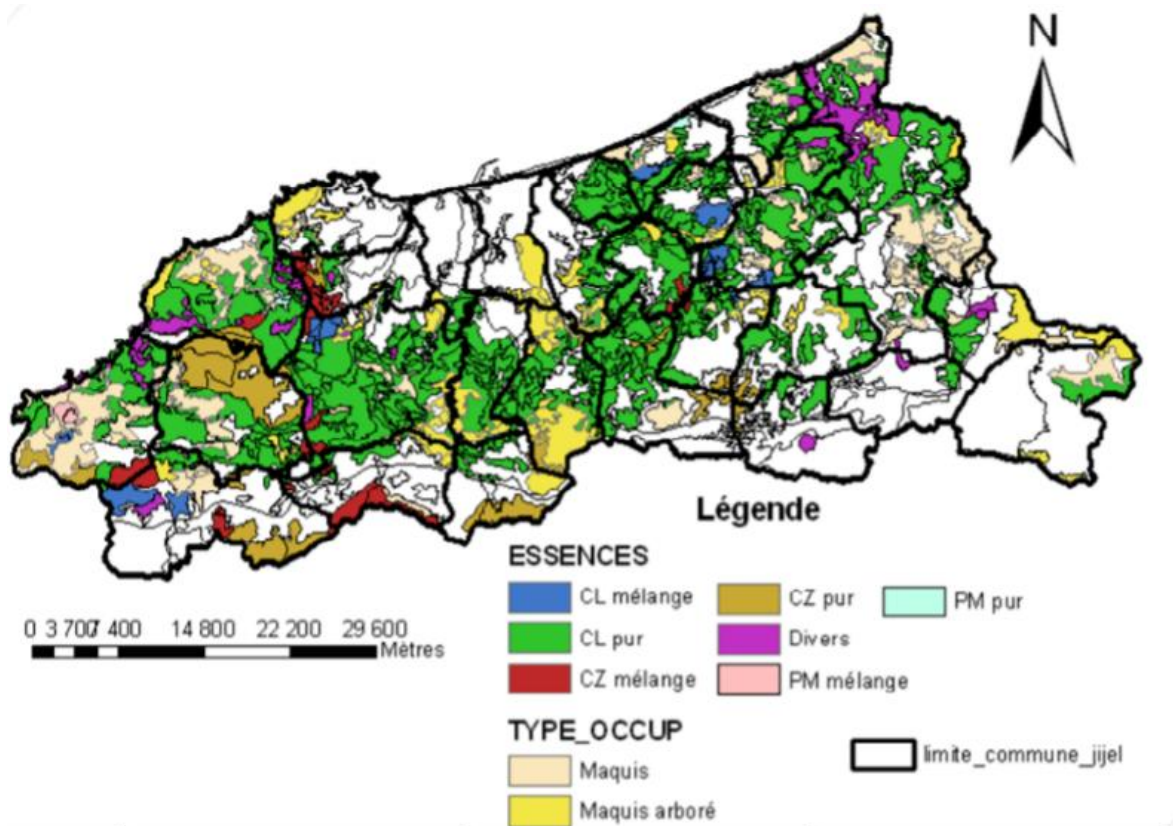 N
Légende
ESSENCES
CL mélange
CZ pur
PM pur
CL pur
Divers
CZ mélange
PM mélange
TYPE_OCCUP
Maquis
Maquis arboré
limite_commune_jijel
0 3 700 7 400 14 800 22 200 29 600
Mètres